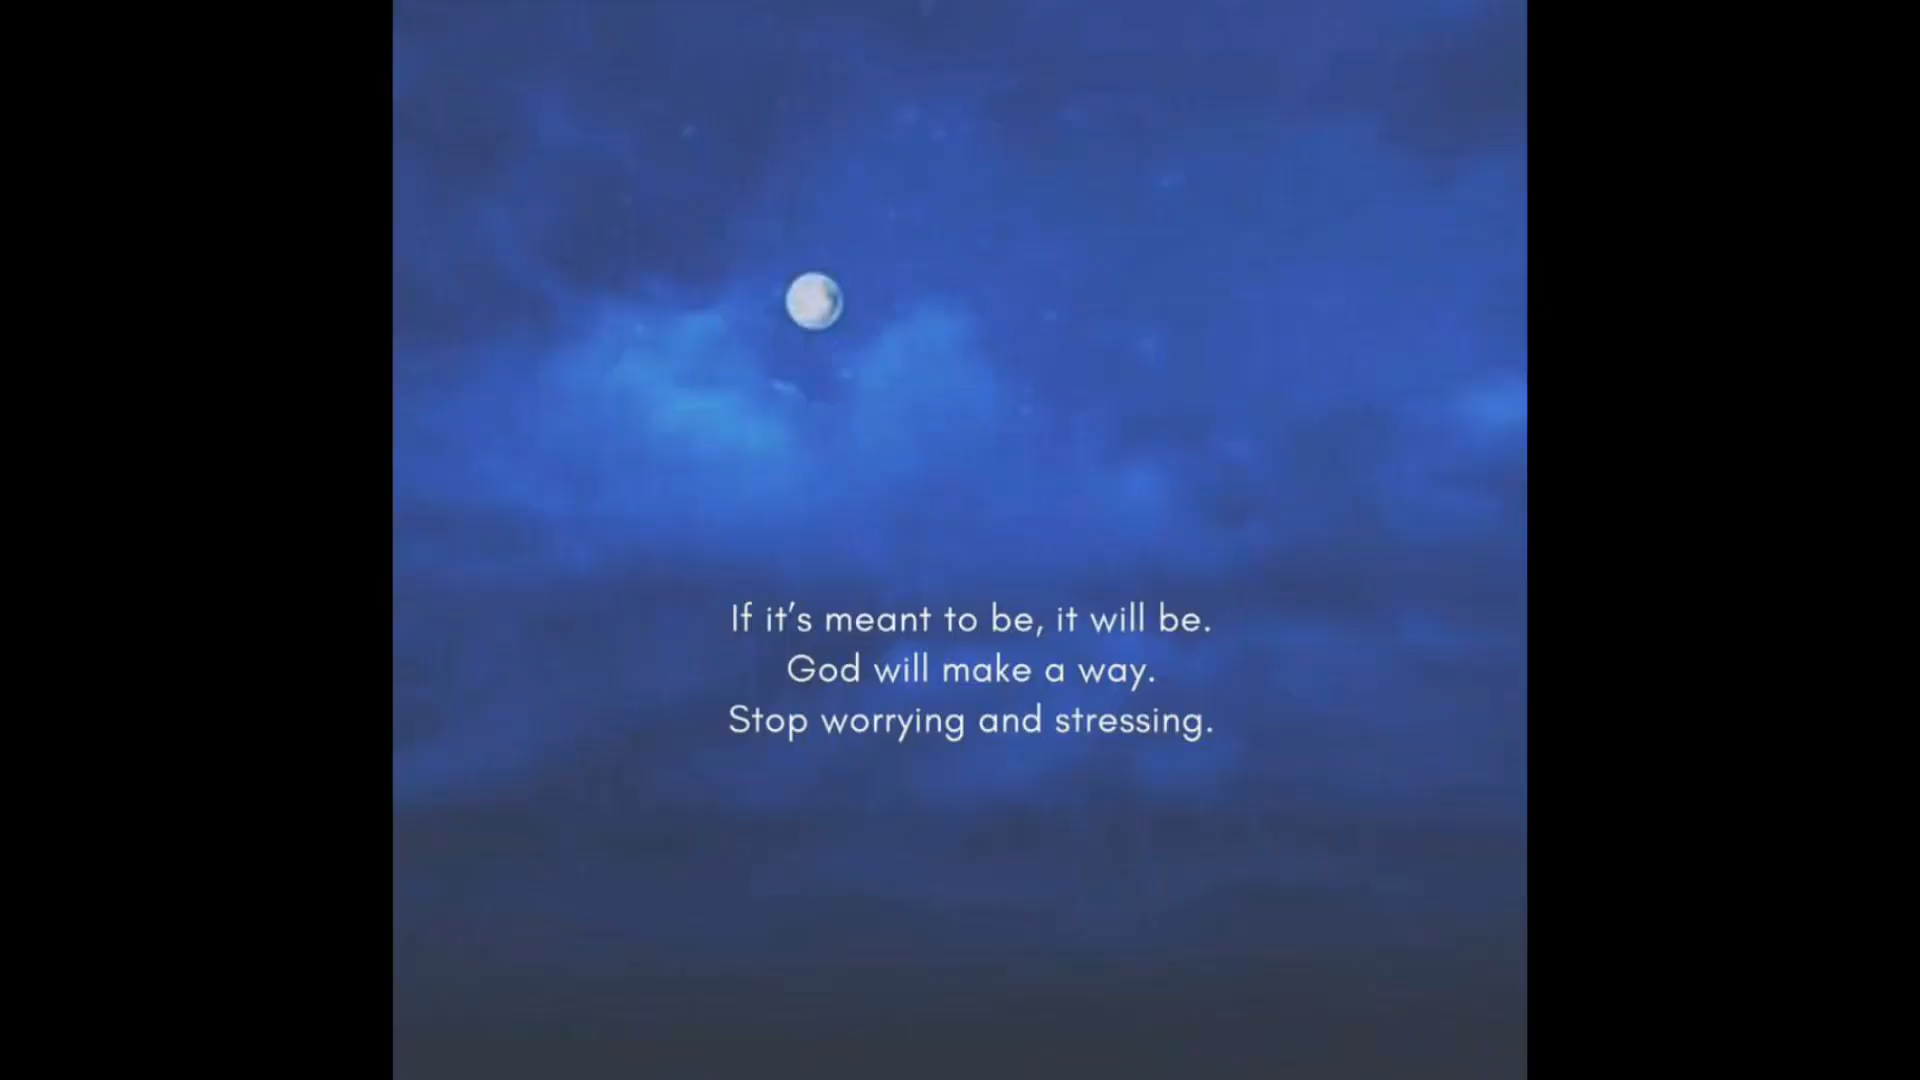 If it’s meant to be, it will be.
God will make a way.
Stop worrying and stressing.